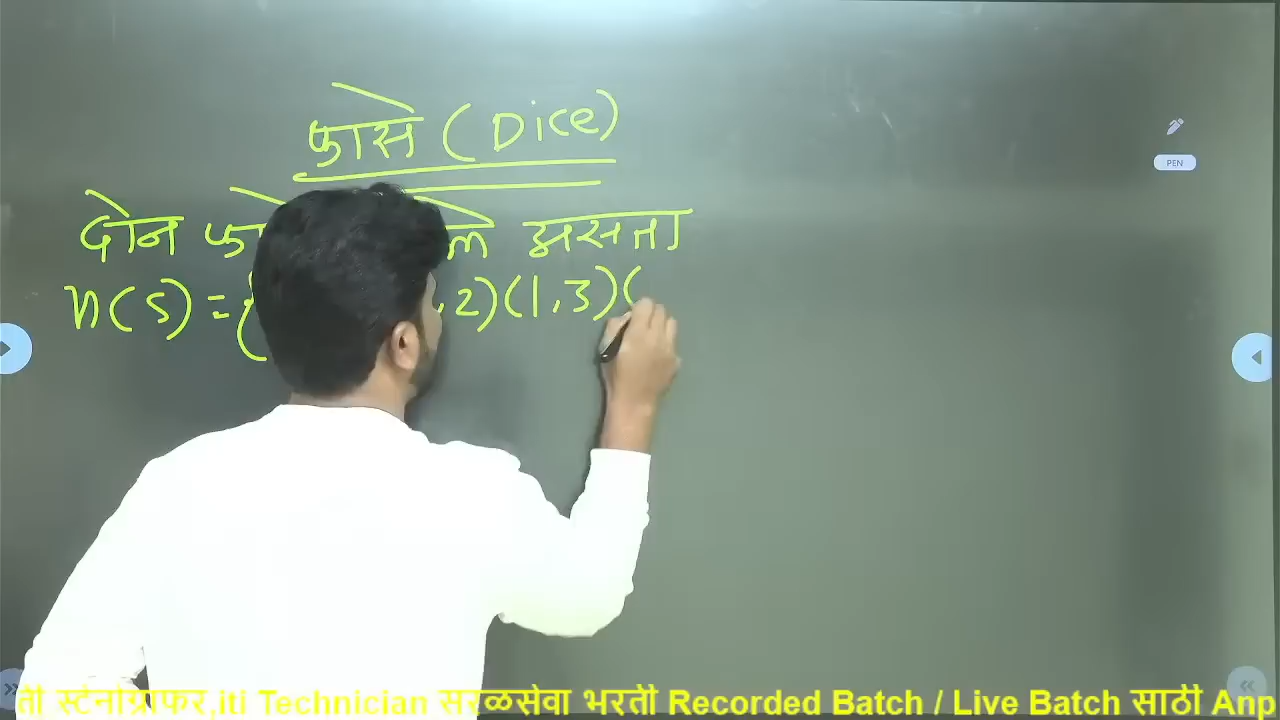 फासे (Dice)
दोन असता
n(s) = { ,2)(1,3)(
PEN
ती स्टेनोग्राफर,iti Technician सरळसेवा भरती Recorded Batch / Live Batch साठी Anp